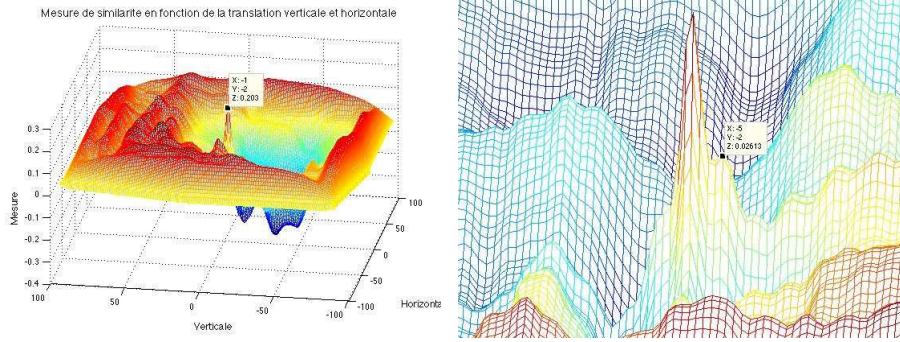 Mesure de similarite en fonction de la translation verticale et horizontale
X: -1
Y: -2
Z: 0.203
0.3
0.2
0.1
0
-0.1
-0.2
-0.3
-0.4
Mesure
100
50
0
-50
-100
Verticale
100
50
0
-50
-100
Horizonta
X: -5
Y: -2
Z: 0.02613